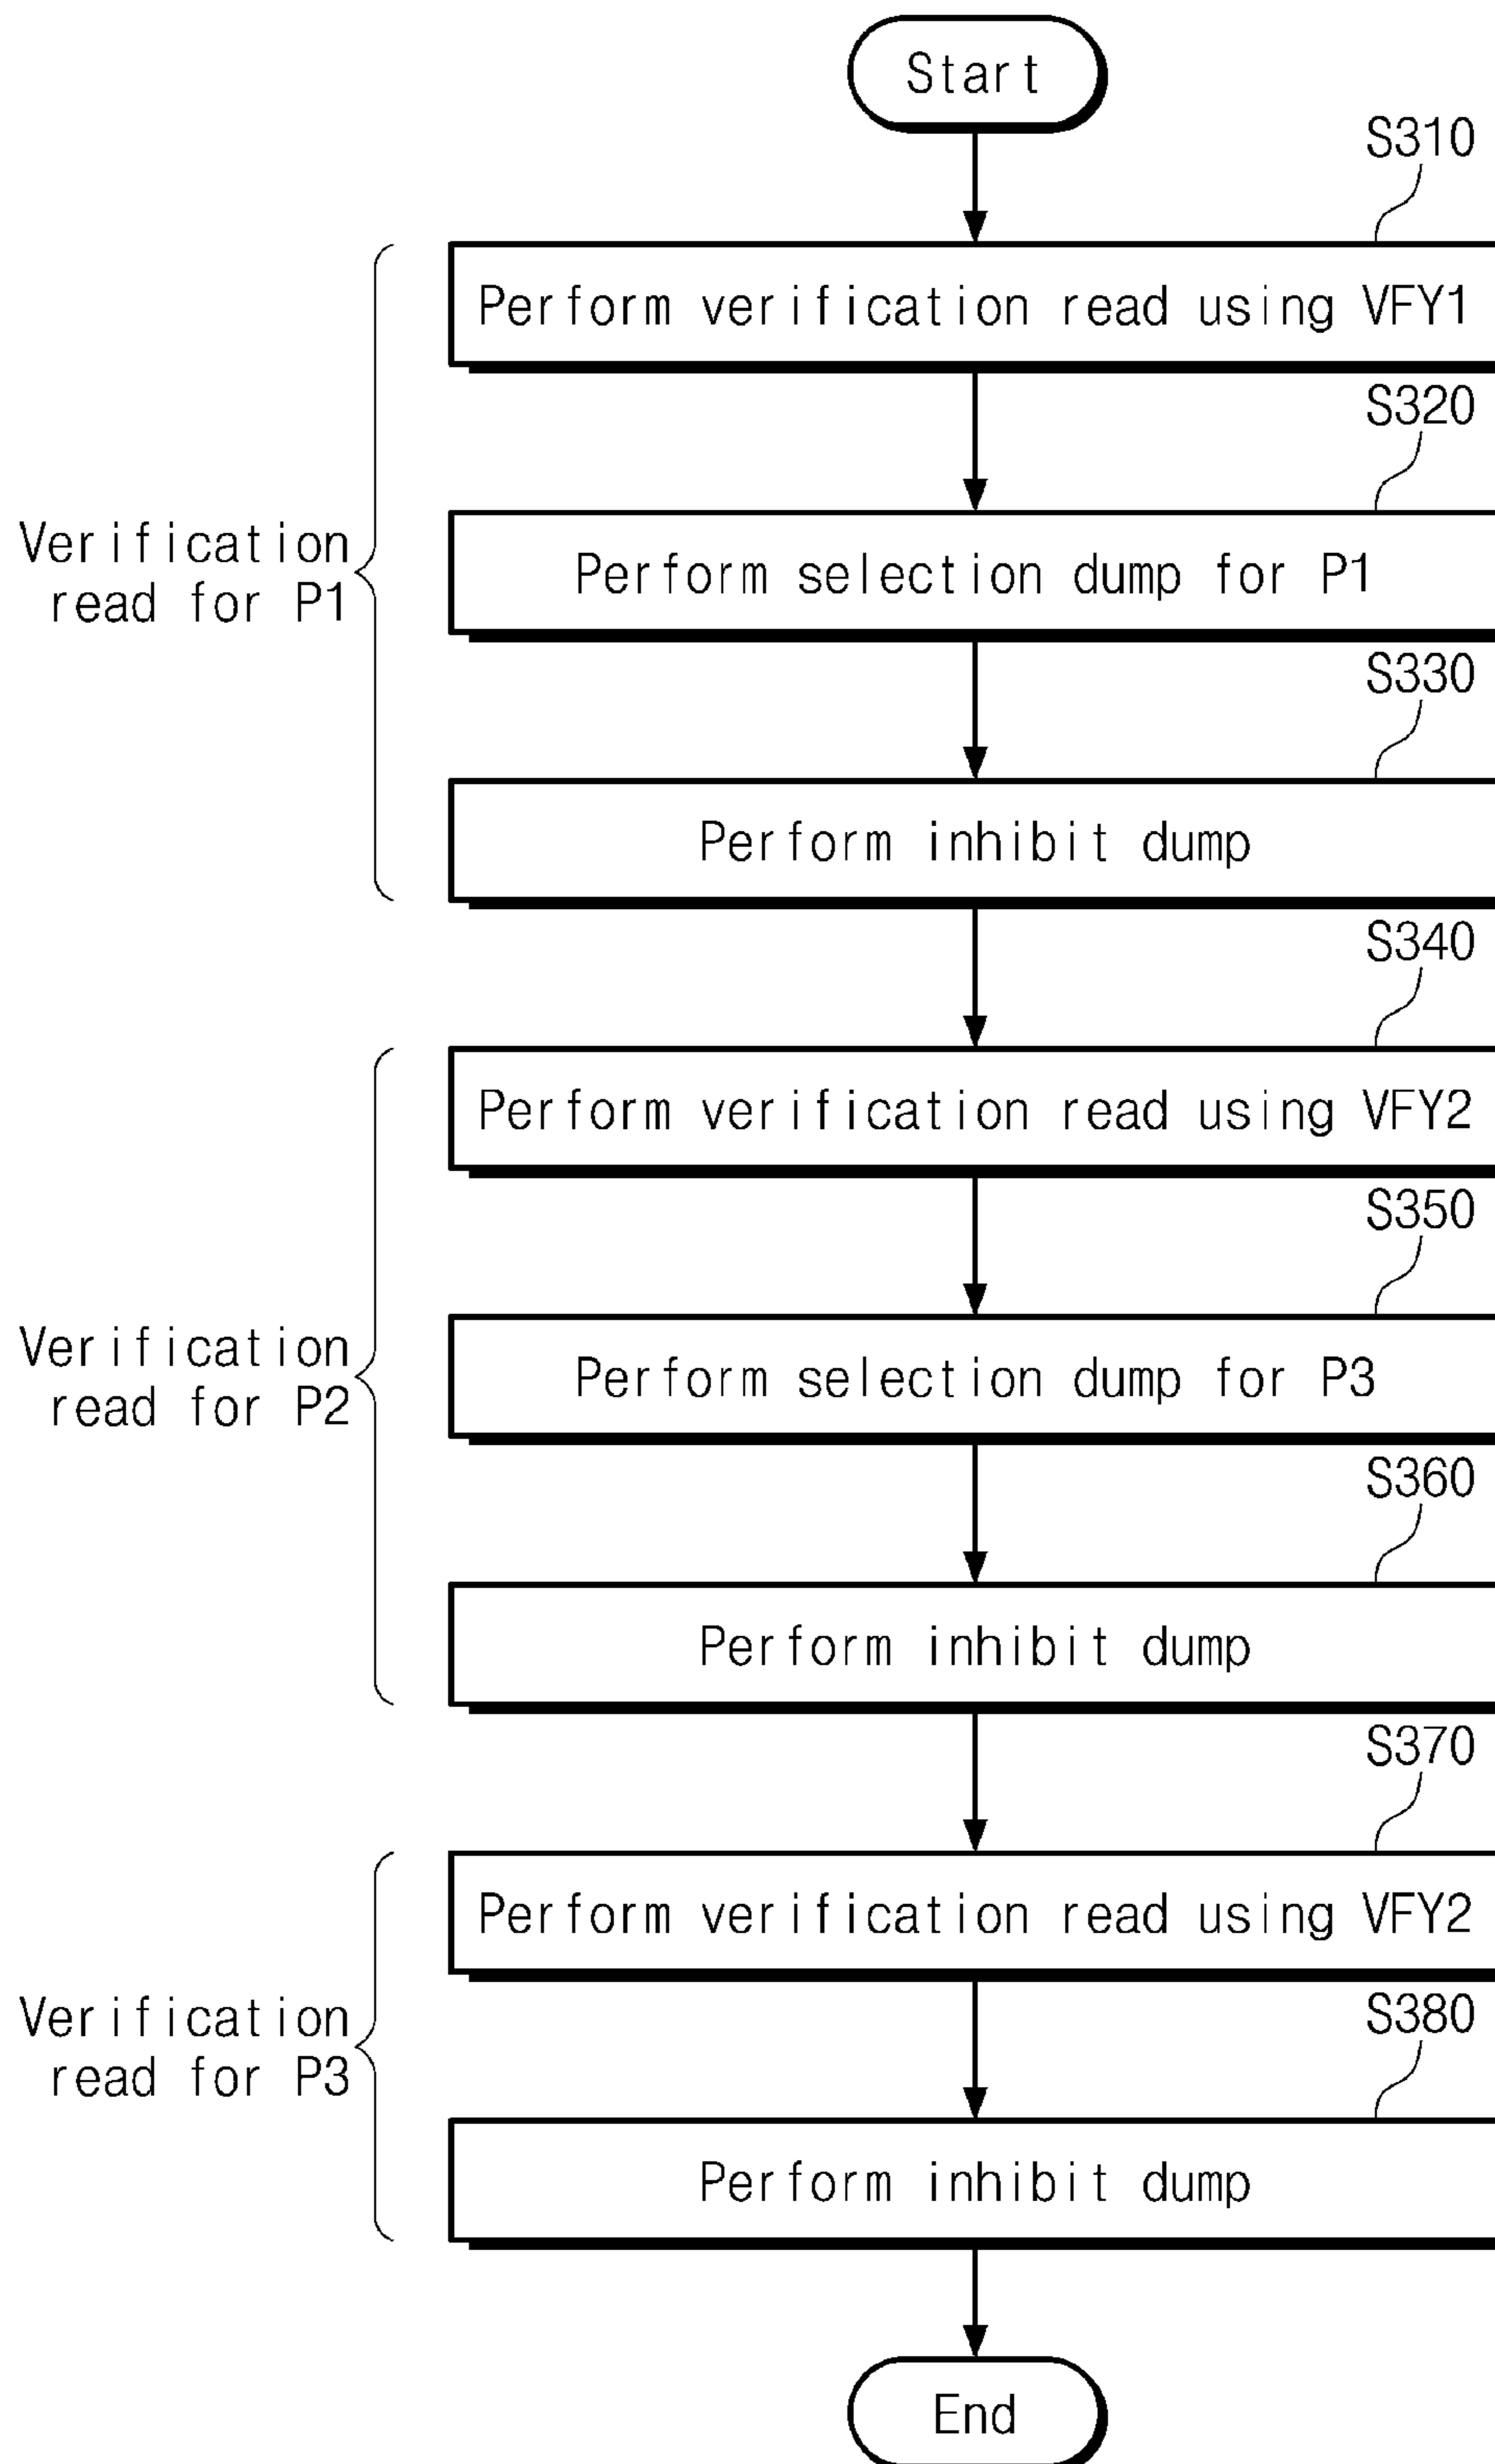 Start
S310
Perform verification read using VFY1
S320
Verification
read for P1
Perform selection dump for P1
S330
Perform inhibit dump
S340
Perform verification read using VFY2
S350
Verification
read for P2
Perform selection dump for P3
S360
Perform inhibit dump
S370
Perform verification read using VFY2
S380
Verification
read for P3
Perform inhibit dump
End